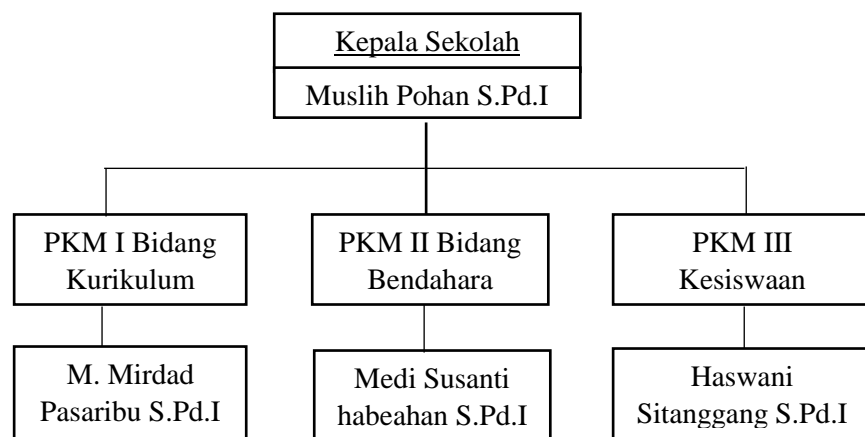 Kepala Sekolah
Muslih Pohan S.Pd.I
PKM I Bidang
Kurikulum
PKM II Bidang
Bendahara
PKM III
Kesiswaan
M. Mirdad
Pasaribu S.Pd.I
Medi Susanti
habeahan S.Pd.I
Haswani
Sitanggang S.Pd.I